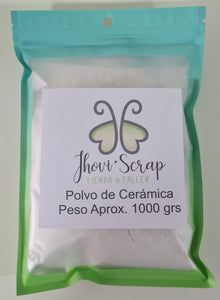 Jhovi´Scrap
TIENDA & TALLER
Polvo de Cerámica
Peso Aprox. 1000 grs